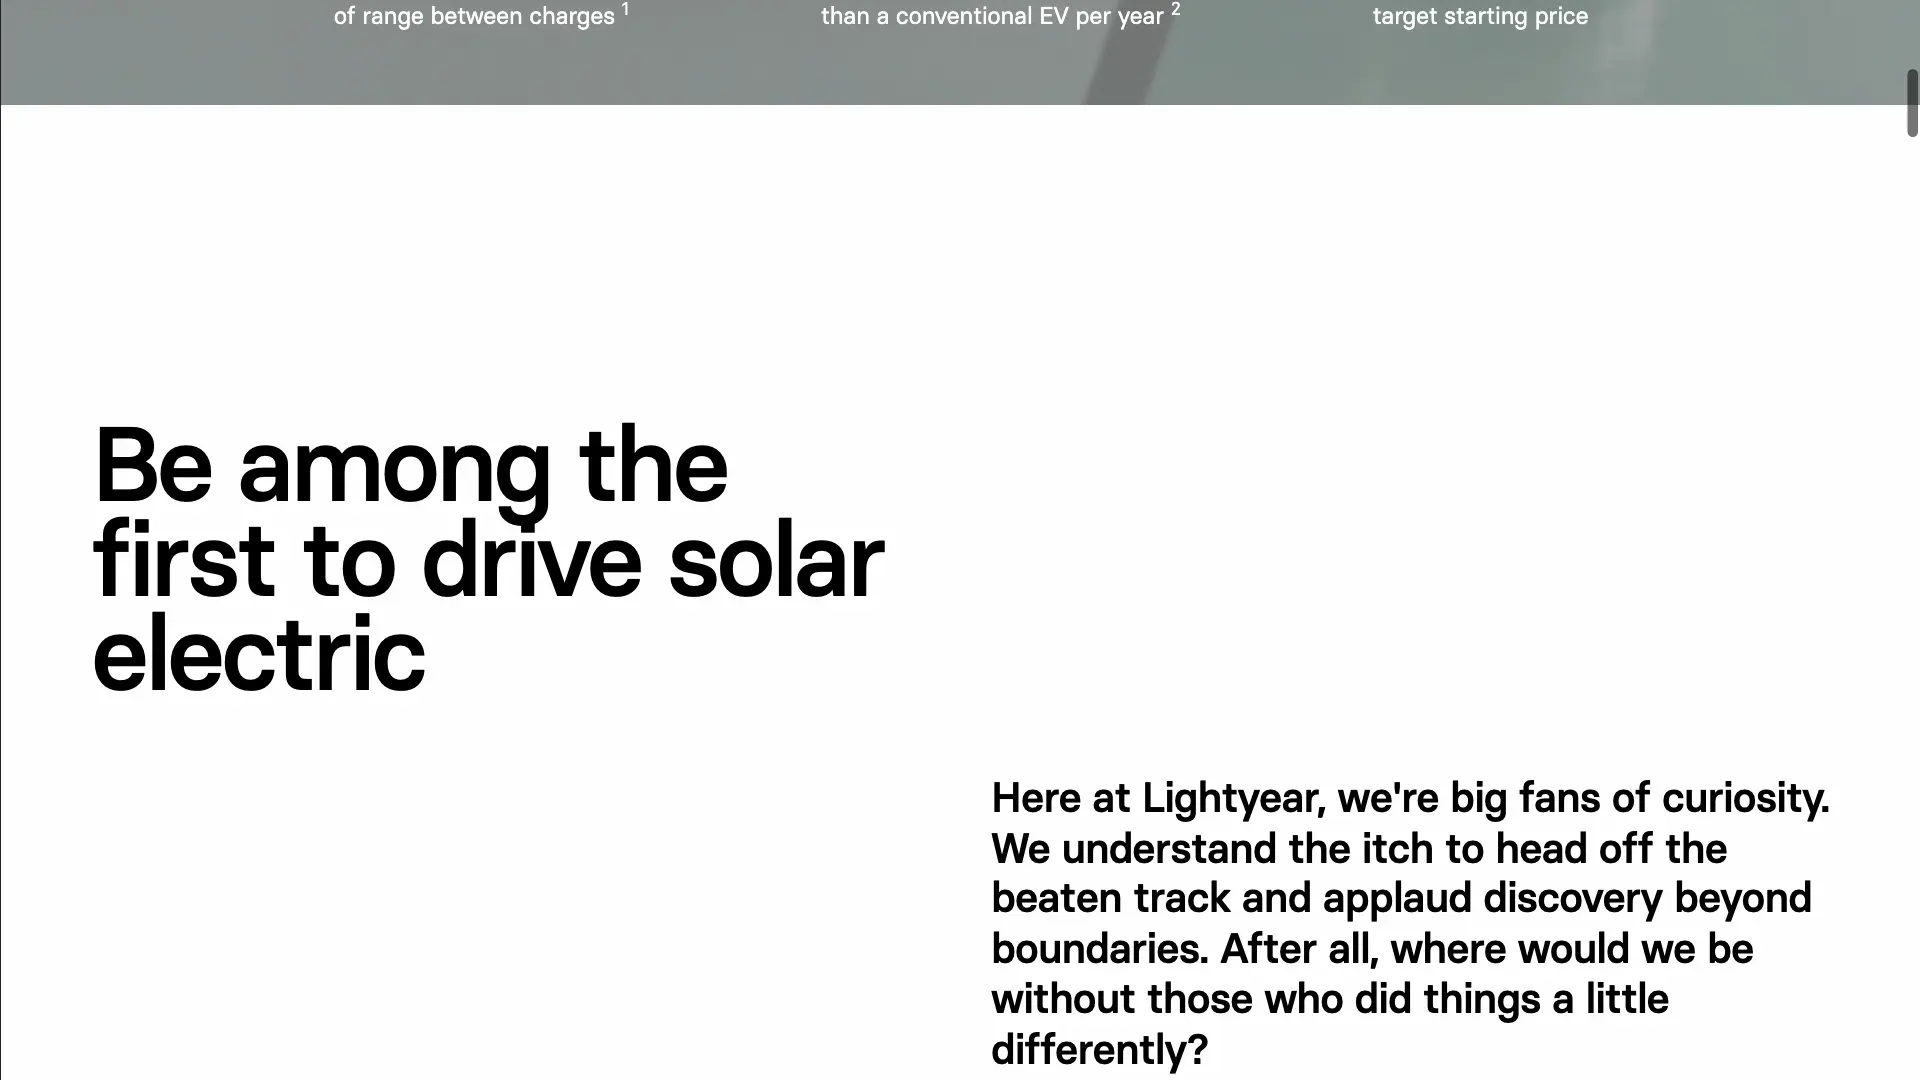 of range between charges 1
than a conventional EV per year 2
target starting price
Be among the
first to drive solar
electric
Here at Lightyear, we're big fans of curiosity.
We understand the itch to head off the
beaten track and applaud discovery beyond
boundaries. After all, where would we be
without those who did things a little
differently?